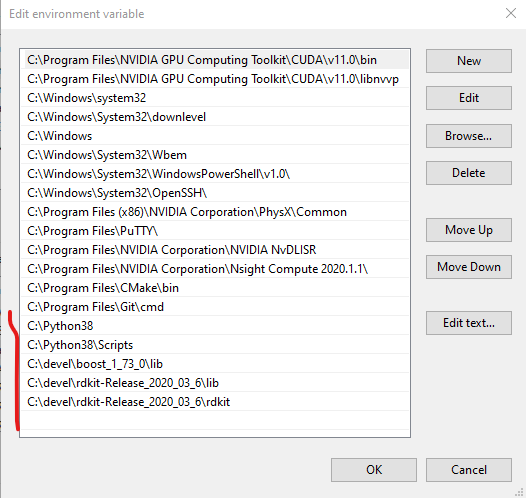 Edit environment variable
C:\Program Files\NVIDIA GPU Computing Toolkit\CUDA\v11.0\bin
C:\Program Files\NVIDIA GPU Computing Toolkit\CUDA\v11.0\libnvvp
C:\Windows\system32
C:\Windows\System32\downlevel
C:\Windows
C:\Windows\System32\Wbem
C:\Windows\System32\WindowsPowerShell\v1.0\
C:\Windows\System32\OpenSSH\
C:\Program Files (x86)\NVIDIA Corporation\PhysX\Common
C:\Program Files\PuTTY\
C:\Program Files\NVIDIA Corporation\NVIDIA NvDLISR
C:\Program Files\NVIDIA Corporation\Nsight Compute 2020.1.1\
C:\Program Files\CMake\bin
C:\Program Files\Git\cmd
C:\Python38
C:\Python38\Scripts
C:\devel\boost_1_73_0\lib
C:\devel\rdkit-Release_2020_03_6\lib
C:\devel\rdkit-Release_2020_03_6\rdkit
New
Edit
Browse...
Delete
Move Up
Move Down
Edit text...
OK
Cancel